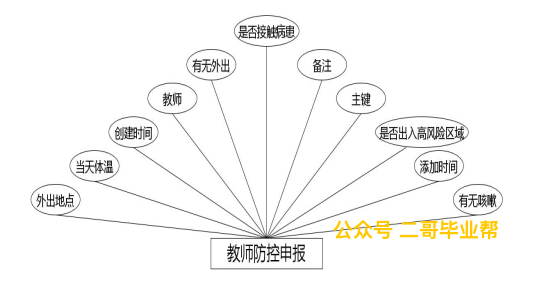 是否接触病患
有无外出
备注
教师
主键
创建时间
是否出入高风险区域
当天体温
添加时间
外出地点
有无咳嗽
公众号 二哥毕业帮
教师防控申报